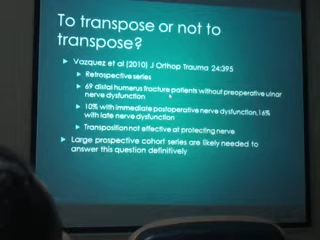 To transpose or not to
transpose?
Vazquez et al (2010) J Orthop Trauma 24:395
Retrospective series
69 distal humerus fracture patients without preoperative ulnar
nerve dysfunction
10% with immediate postoperative nerve dysfunction, 16%
with late nerve dysfunction
Transposition not effective at protecting nerve
Large prospective cohort series are likely needed to
answer this question definitively